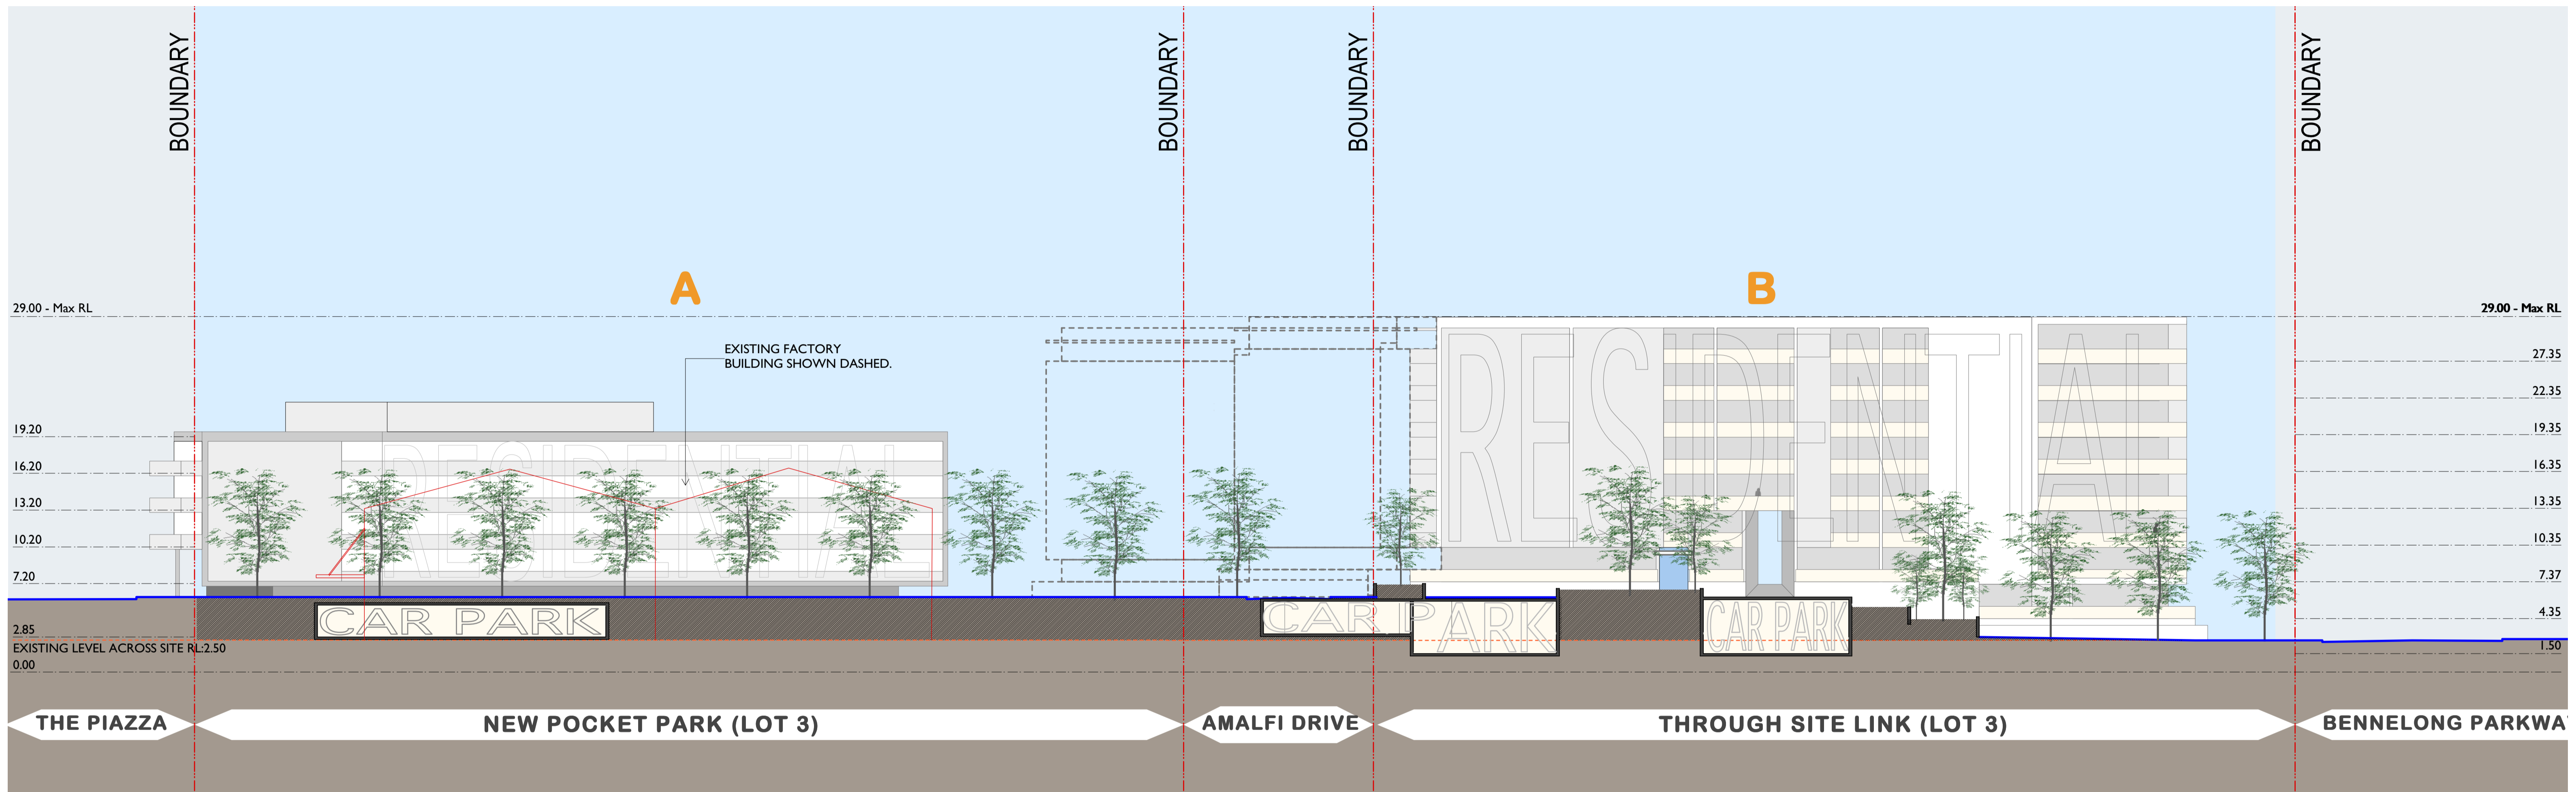 BOUNDARY
BOUNDARY
BOUNDARY
BOUNDARY
A
B
29.00 - Max RL
29.00 - Max RL
EXISTING FACTORY
BUILDING SHOWN DASHED.
27.35
22.35
19.20
19.35
16.20
16.35
13.20
13.35
10.20
10.35
7.20
7.37
4.35
2.85
EXISTING LEVEL ACROSS SITE RL:2.50
1.50
0.00
RESIDENTIAL
RESIDENTIAL
CAR PARK
CAR PARK
CAR PARK
THE PIAZZA
NEW POCKET PARK (LOT 3)
AMALFI DRIVE
THROUGH SITE LINK (LOT 3)
BENNELONG PARKWA